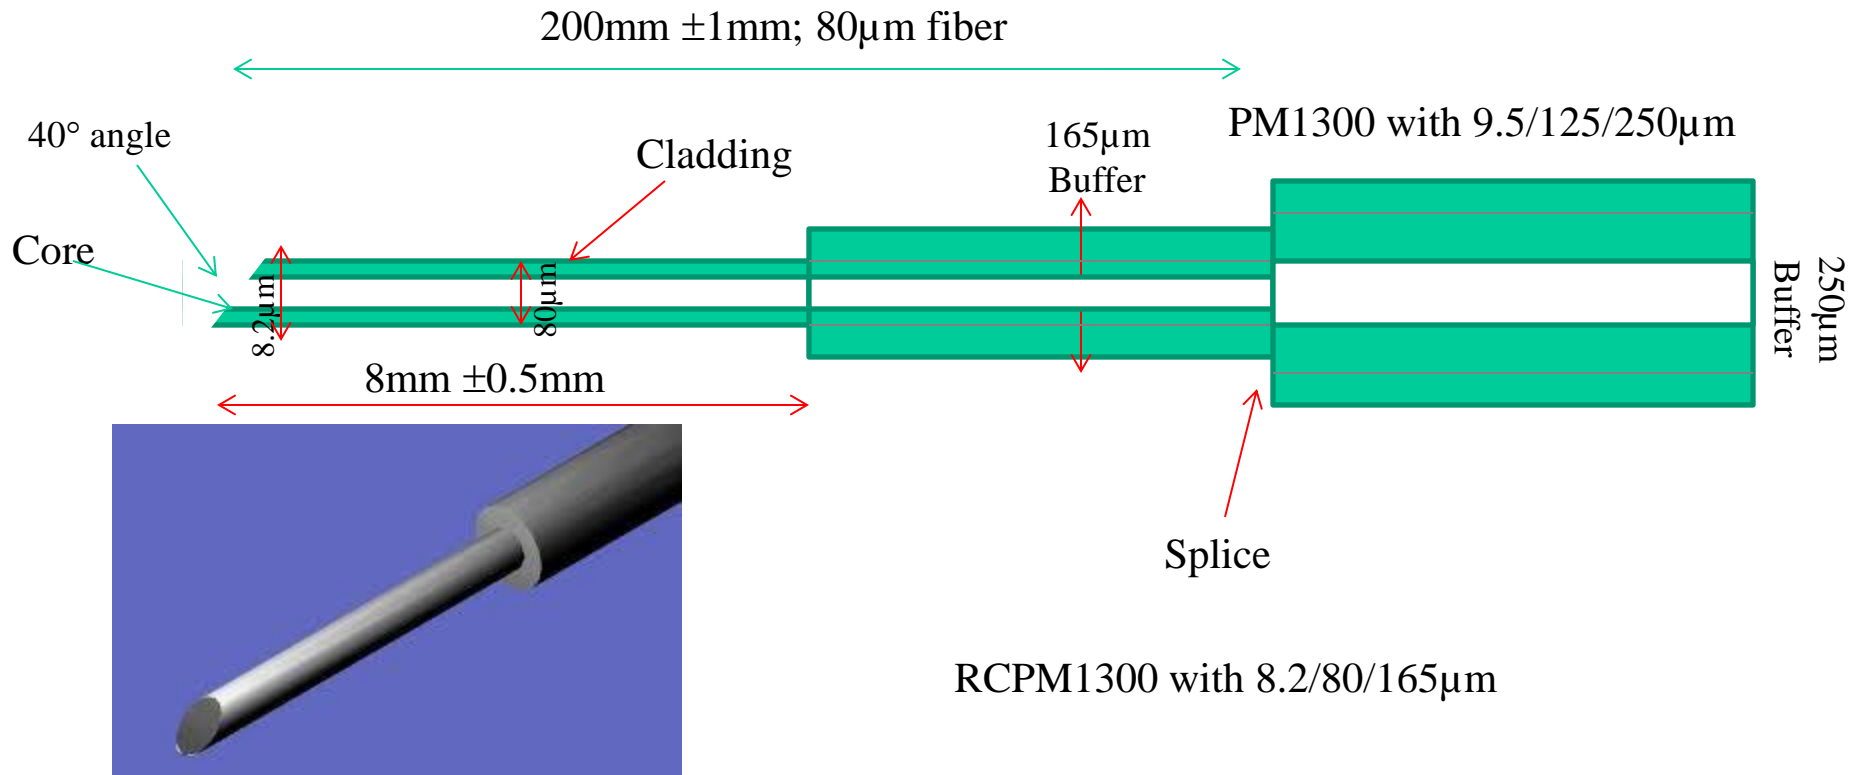 200mm ±1mm; 80µm fiber
PM1300 with 9.5/125/250µm
40° angle
165µm
Buffer
Cladding
Core
8.2µm
80µm
250µm
Buffer
8mm ±0.5mm
Splice
RCPM1300 with 8.2/80/165µm